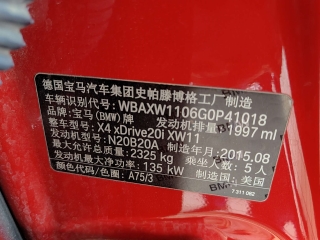 德国宝马汽车集团史帕滕博格工厂制造
车辆识别代号: WBAXW1106G0P41018
品牌: 宝马(BMW)牌 发动机排量: 1997 ml
型号: X4 xDrive20i XW11
发动机型号: N20B20A 制造年月: 2015.08
最大允许总质量: 2325 kg 乘坐人数: 5 人
发动机最大净功率: 135 kW 制造国: 美国
颜色代码/色圈: A75/3
7 311 062